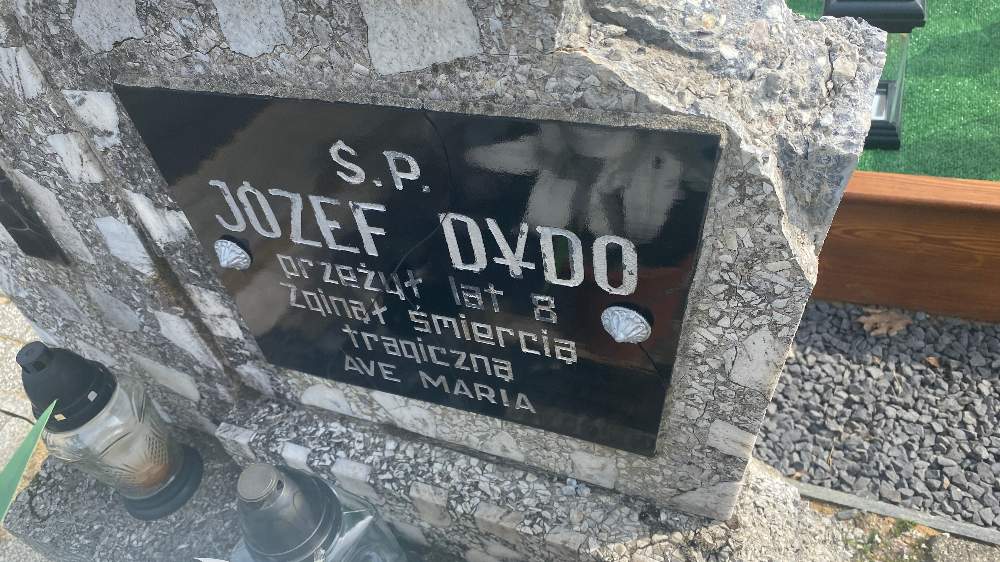 Ś.P.
JÓZEF DYDO
przeżył lat 8
zginął śmiercią
tragiczną
AVE MARIA